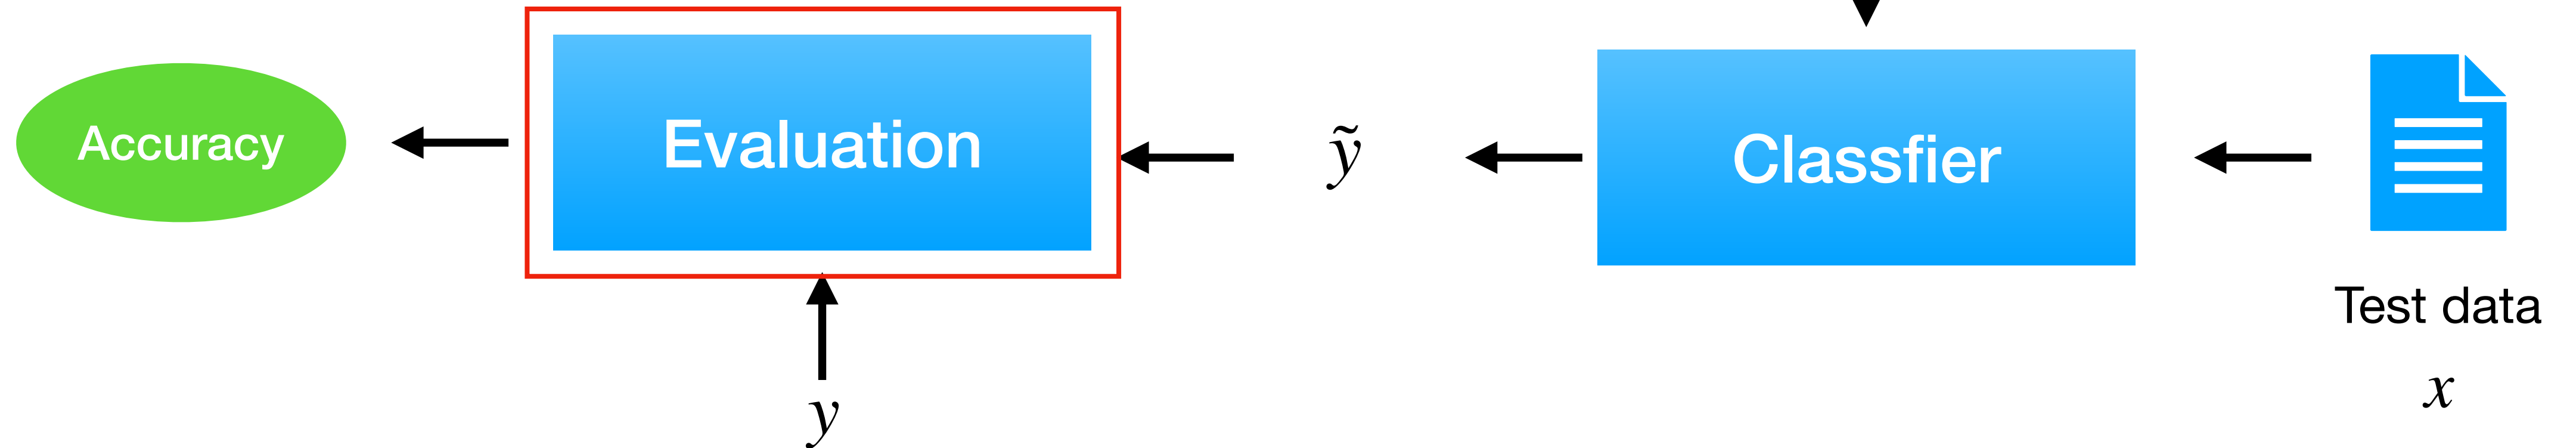 Accuracy
Evaluation
ỹ
Classfier
Test data
x
y